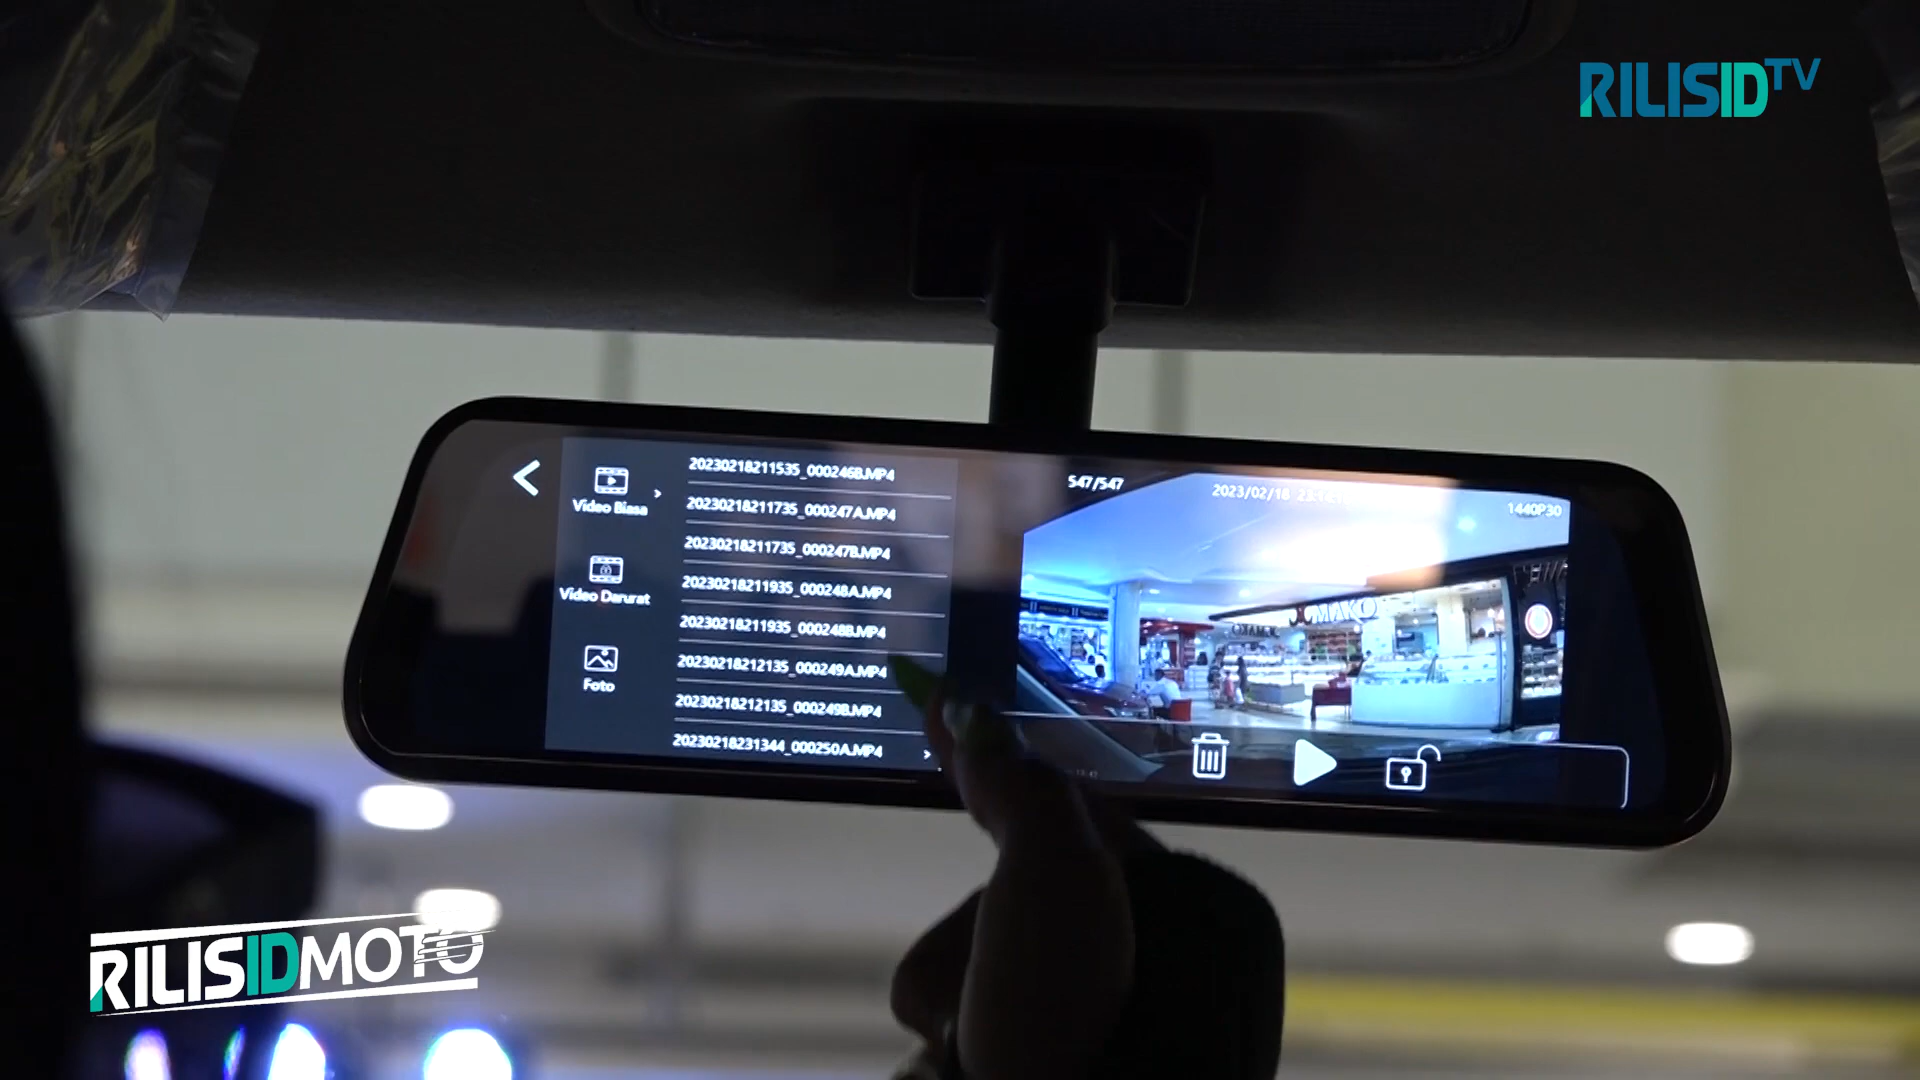 RILISIDTV
20230218211535_000246B.MP4
20230218211735_000247A.MP4
20230218211735_000247B.MP4
20230218211935_000248A.MP4
20230218211935_000248B.MP4
20230218212135_000249A.MP4
20230218212135_000249B.MP4
20230218231344_000250A.MP4
Video Biasa
Video Darurat
Foto
547/547
2023/02/18
1440P30
RILISIDMOTO